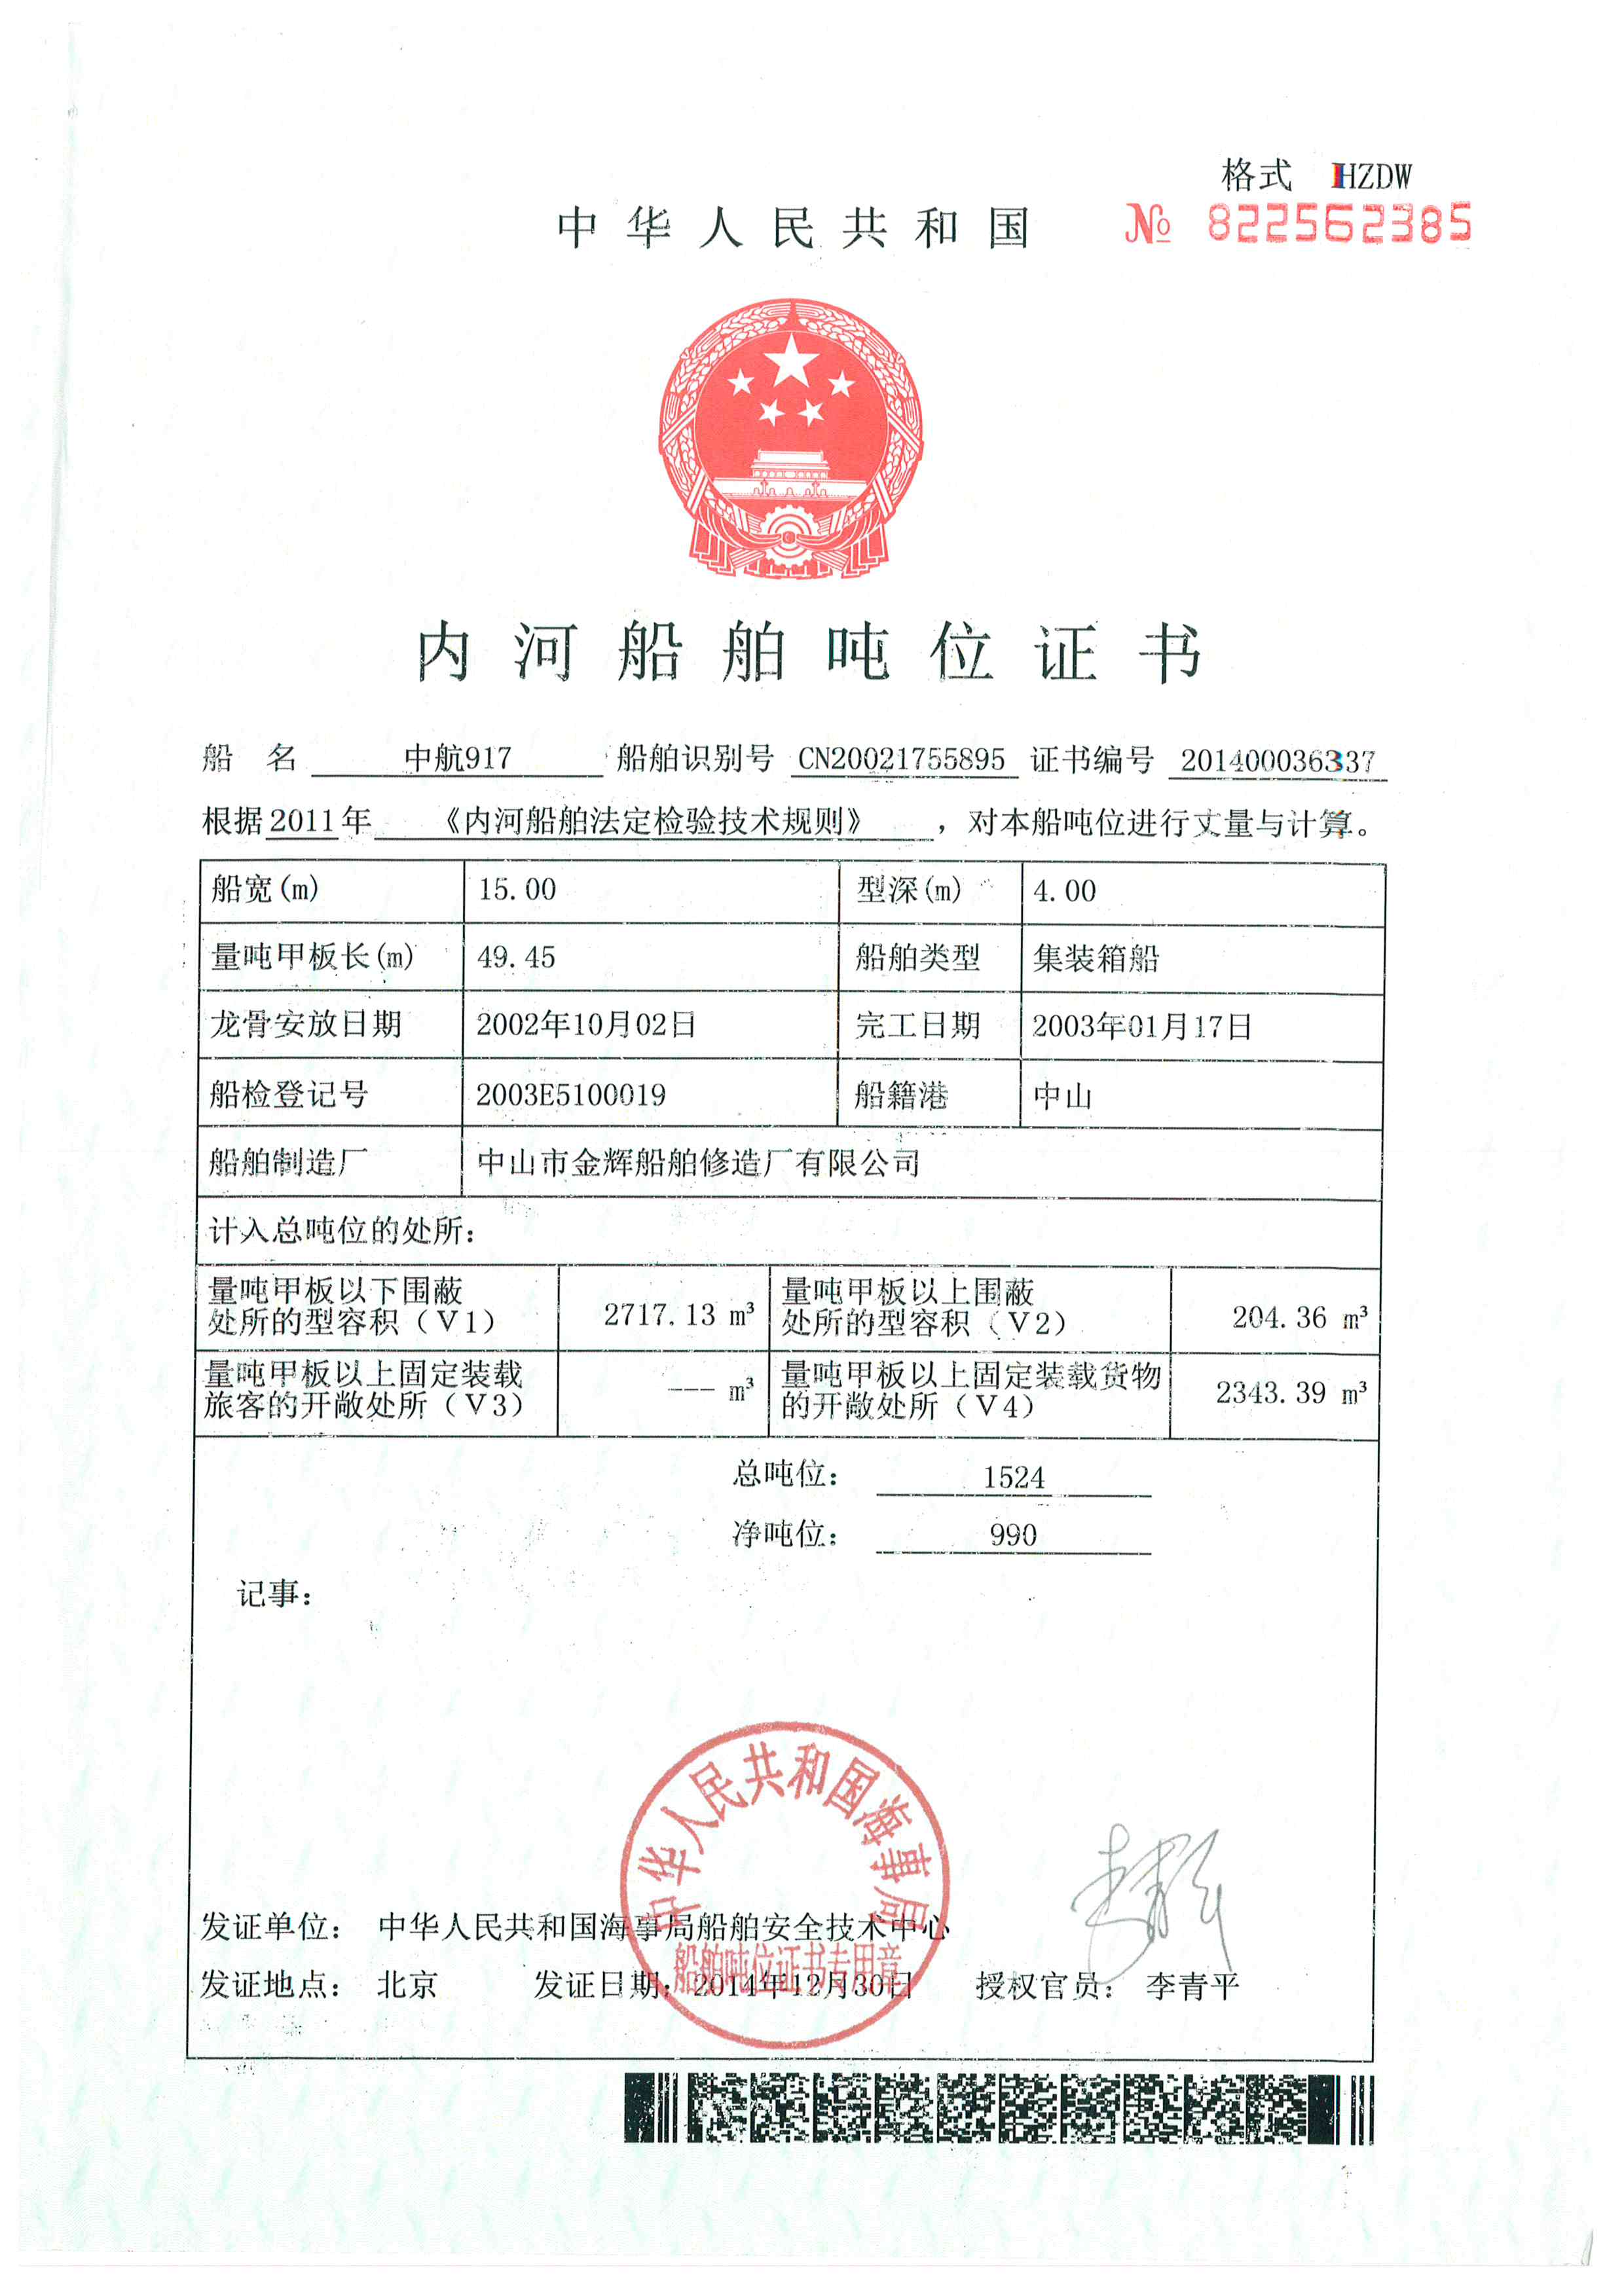 格式 HZDW
中华人民共和国
№ 822562385
内河船舶吨位证书
船 名 中航917 船舶识别号 CN20021755895 证书编号 201400036337
根据2011年 《内河船舶法定检验技术规则》 ，对本船吨位进行丈量与计算。
船宽(m) 15.00 型深(m) 4.00
量吨甲板长(m) 49.45 船舶类型 集装箱船
龙骨安放日期 2002年10月02日 完工日期 2003年01月17日
船检登记号 2003E5100019 船籍港 中山
船舶制造厂 中山市金辉船舶修造厂有限公司
计入总吨位的处所：
量吨甲板以下围蔽
处所的型容积（V1） 2717.13 m³
量吨甲板以上围蔽
处所的型容积（V2） 204.36 m³
量吨甲板以上固定装载
旅客的开敞处所（V3） --- m³
量吨甲板以上固定装载货物
的开敞处所（V4） 2343.39 m³
总吨位： 1524
净吨位： 990
记事：
中华人民共和国海事局
船舶吨位证书专用章
发证单位： 中华人民共和国海事局船舶安全技术中心
发证地点： 北京 发证日期：2014年12月30日 授权官员： 李青平